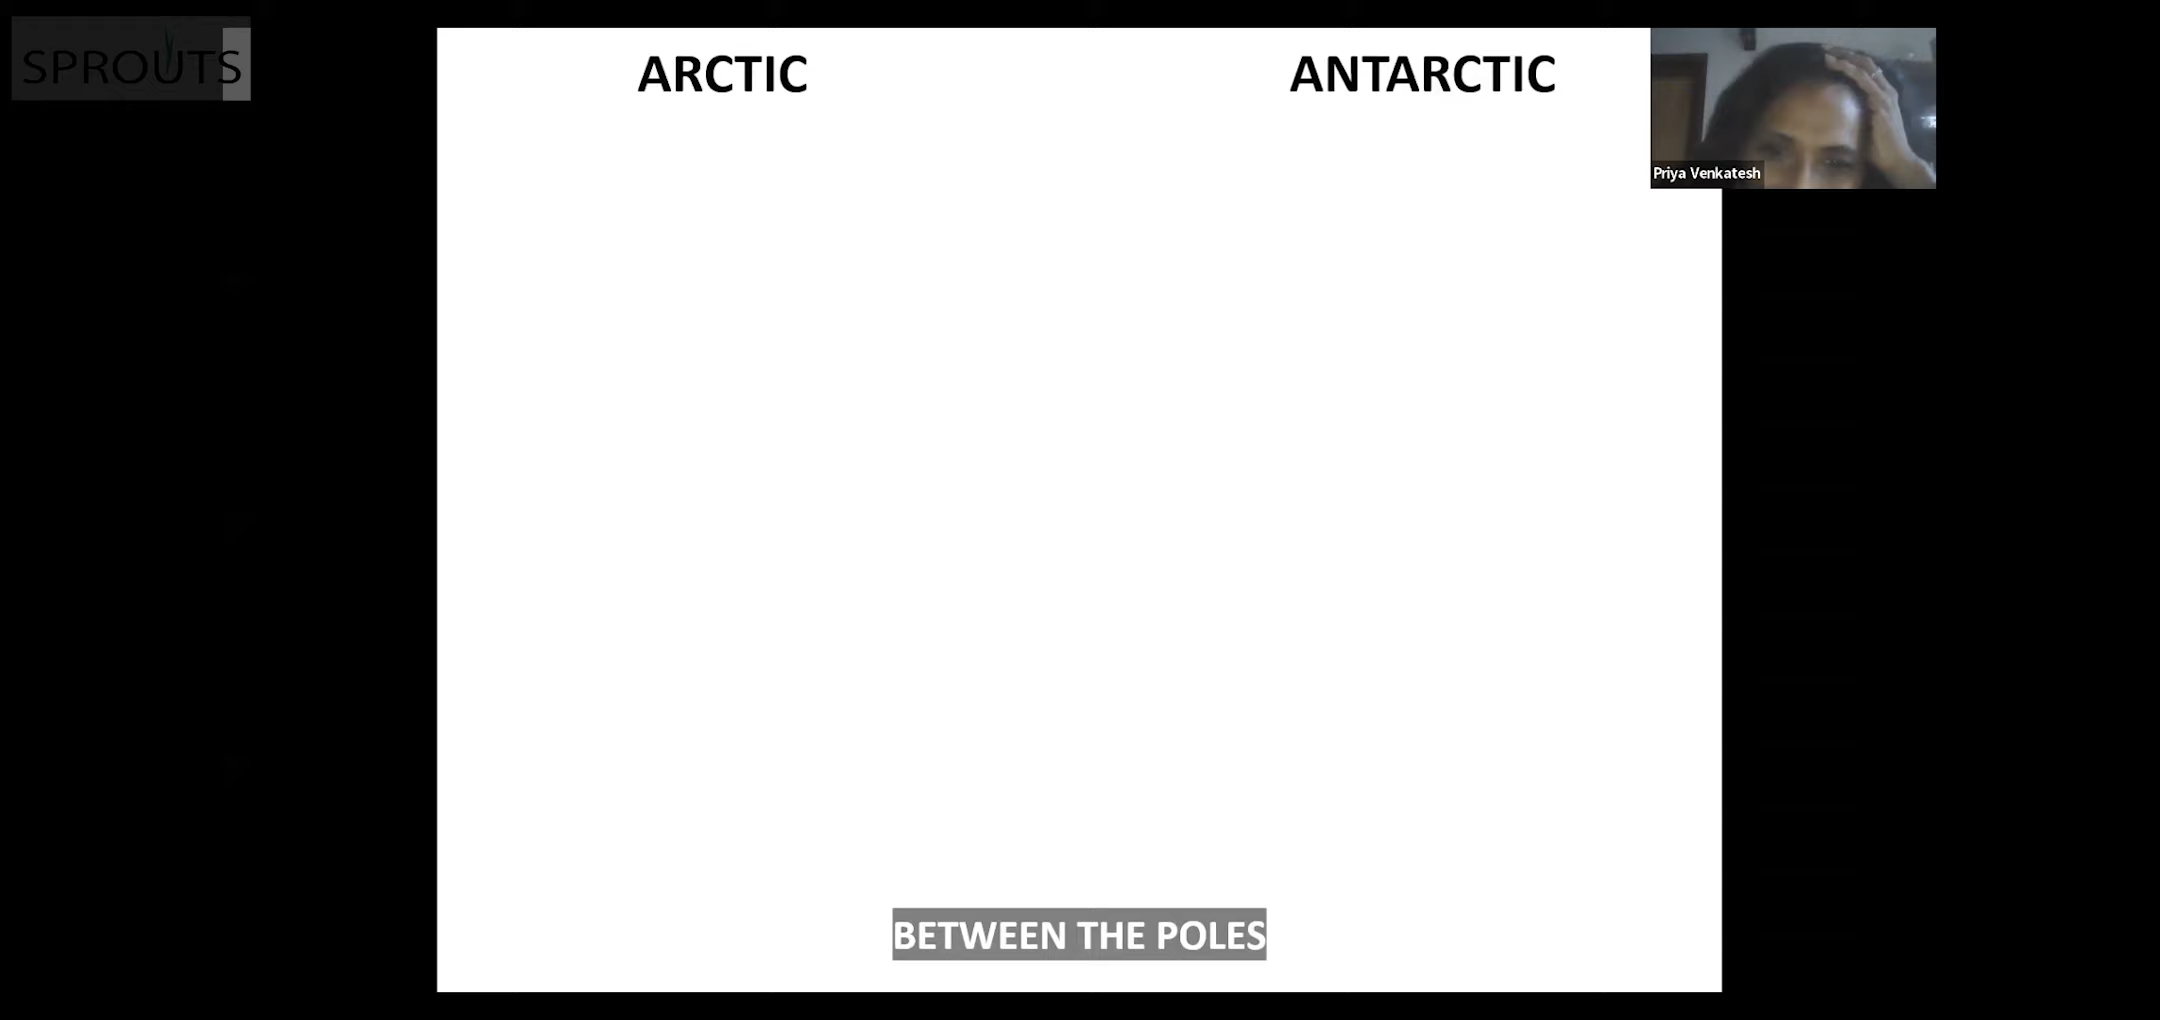 SPROUTS
ARCTIC
ANTARCTIC
Priya Venkatesh
BETWEEN THE POLES